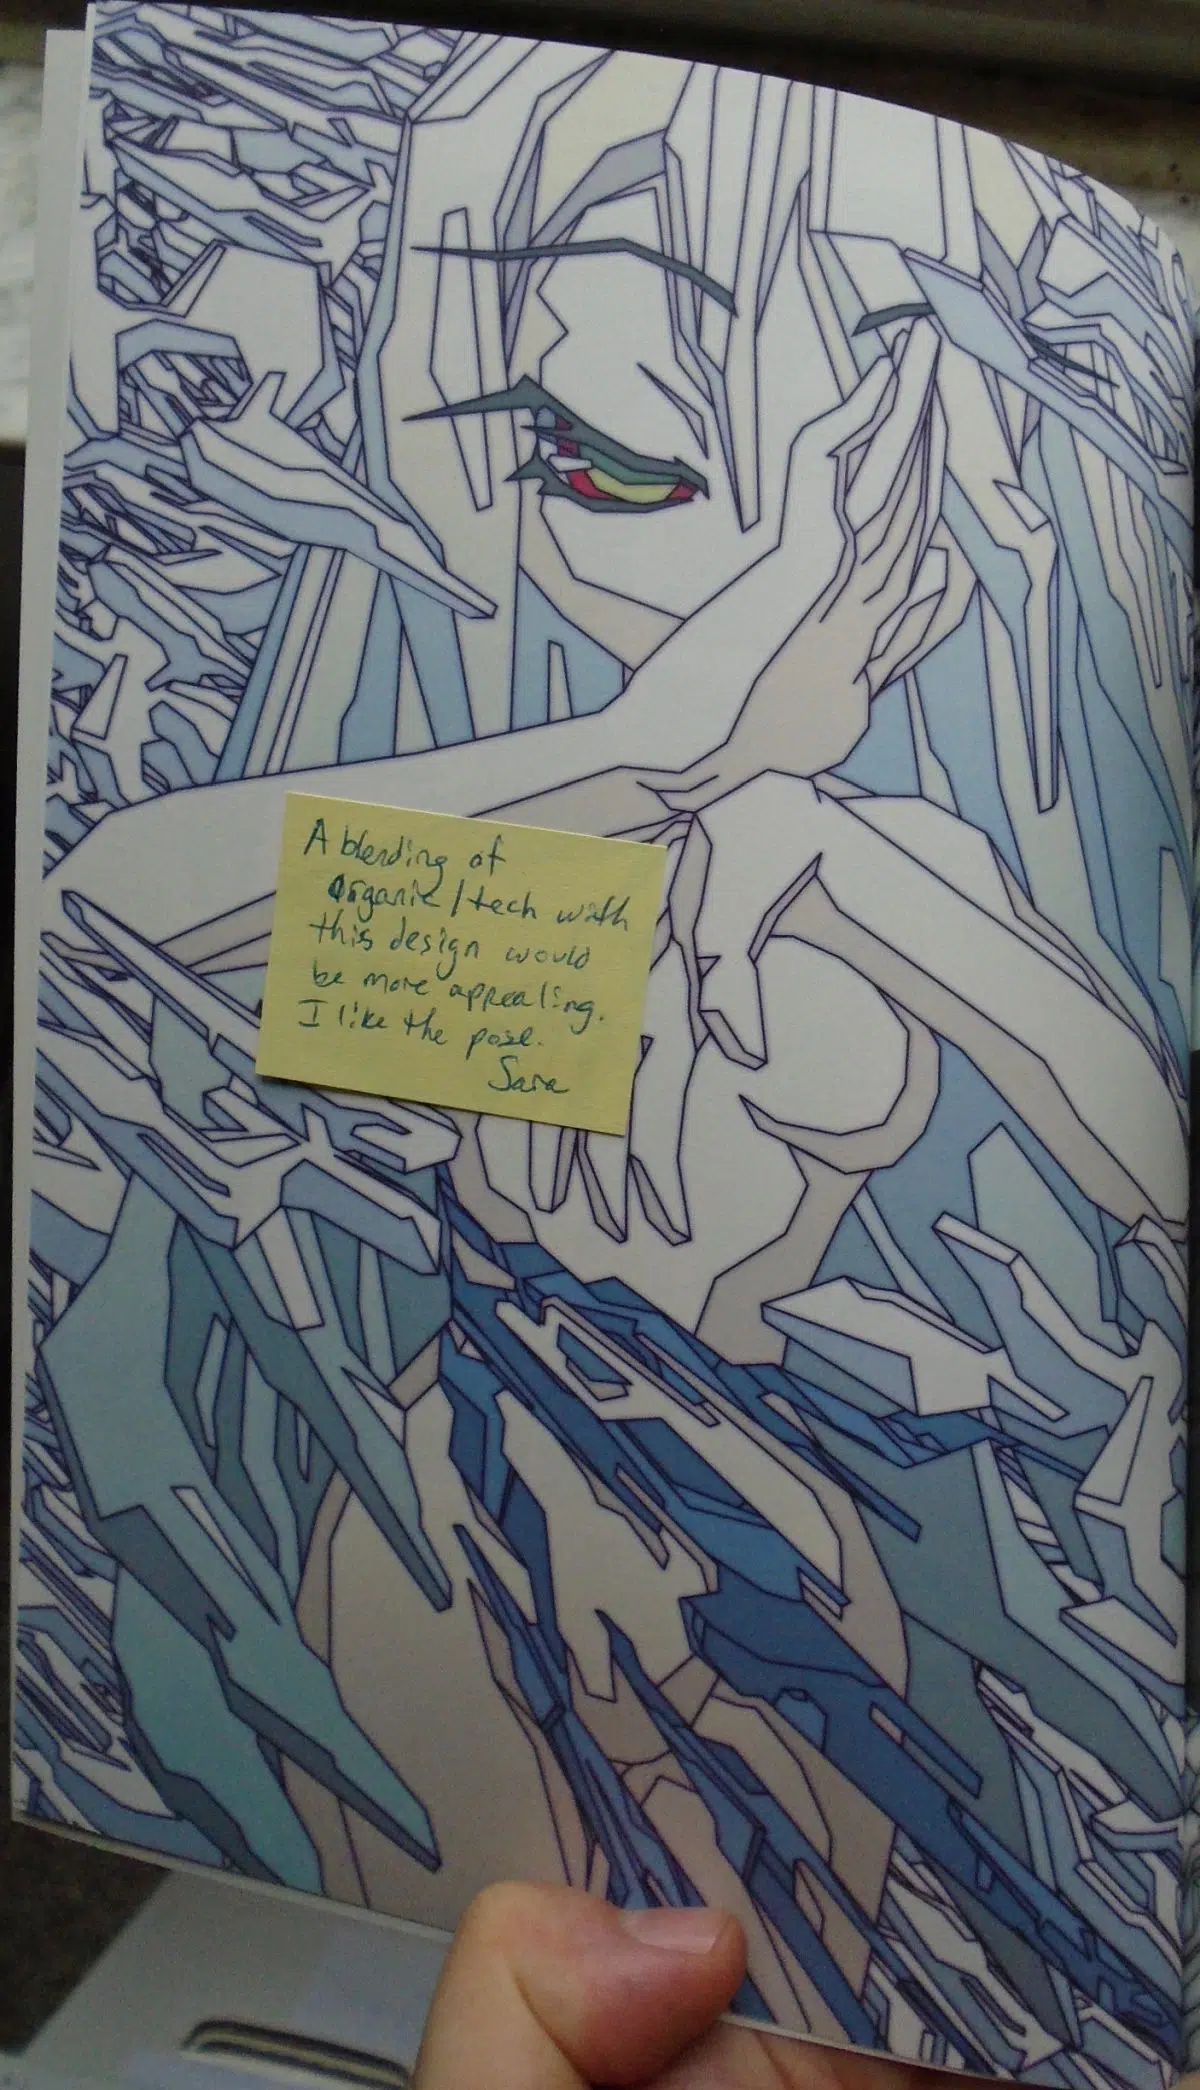 A blending of
organic/tech with
this design would
be more appealing.
I like the pose.
Sara